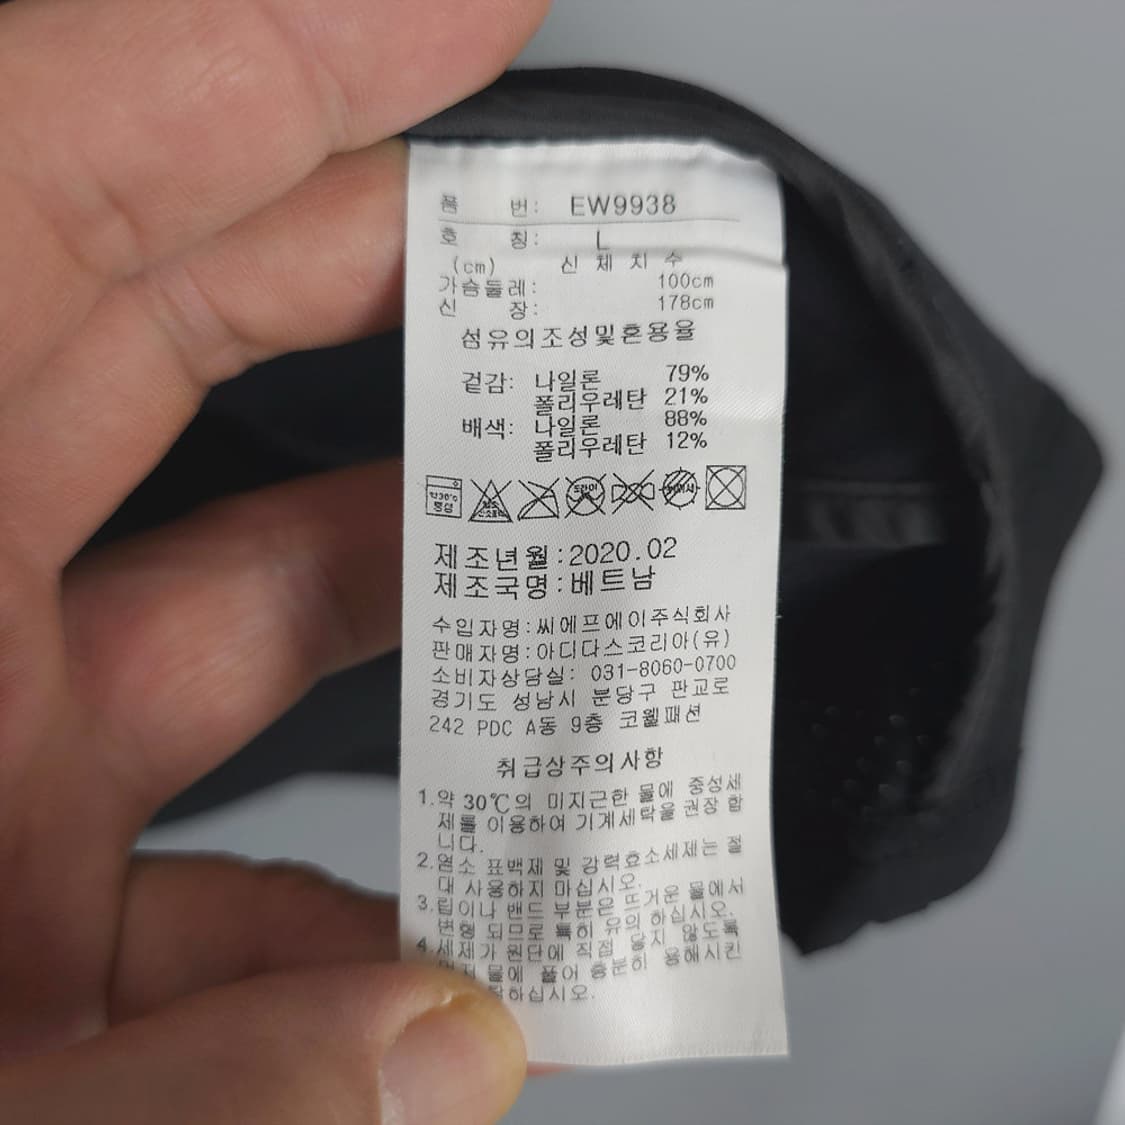 품 번: EW9938
호 칭: L
(cm) 신 체 치 수
가슴둘레: 100cm
신 장: 178cm
섬유의조성및혼용율
겉감: 나일론 79%
폴리우레탄 21%
배색: 나일론 88%
폴리우레탄 12%
약30℃
중성
제조년월:2020.02
제조국명:베트남
수입자명:씨에프에이주식회사
판매자명:아디다스코리아(유)
소비자상담실: 031-8060-0700
경기도 성남시 분당구 판교로
242 PDC A동 9층 코웰패션
취급상주의사항
1.약 30℃의 미지근한 물에 중성세
제를 이용하여 기계세탁을 권장 합
니다.
2.염소 표백제 및 강력효소세제는 절
대 사용하지 마십시오.
3.립이나 밴드 부분은 뜨거운 물에서
변형 되므로 특히 유의 하십시오.
4.세제가 원단에 직접 닿지 않도록
먼저 물에 풀어 충분히 용해시킨
하십시오.